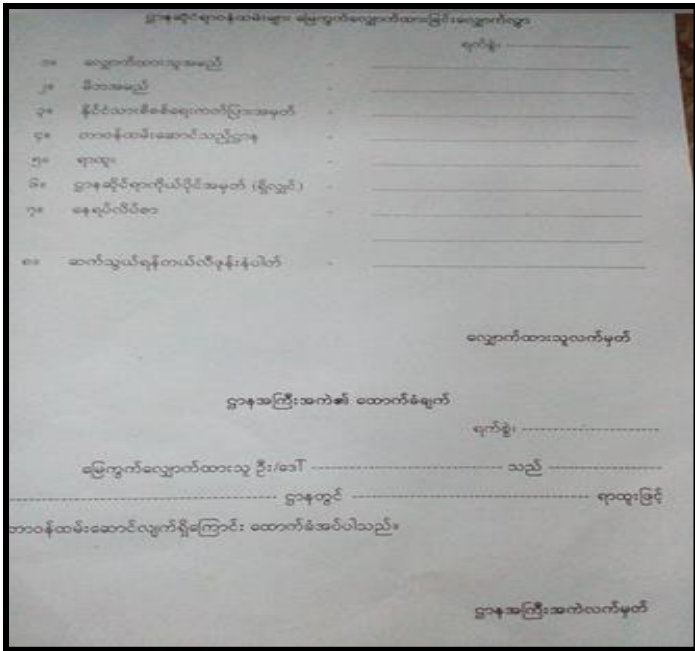 ဌာနဆိုင်ရာဝန်ထမ်းများ မြေကွက်လျှောက်ထားခြင်းလျှောက်လွှာ
ရက်စွဲ၊ --------------------
၁။ လျှောက်ထားသူအမည် -
၂။ မိဘအမည် -
၃။ နိုင်ငံသားစိစစ်ရေးကတ်ပြားအမှတ် -
၄။ တာဝန်ထမ်းဆောင်သည့်ဌာန -
၅။ ရာထူး -
၆။ ဌာနဆိုင်ရာကိုယ်ပိုင်အမှတ် (ရှိလျှင်) -
၇။ နေရပ်လိပ်စာ -
၈။ ဆက်သွယ်ရန်တယ်လီဖုန်းနံပါတ် -
လျှောက်ထားသူလက်မှတ်
ဌာနအကြီးအကဲ၏ ထောက်ခံချက်
ရက်စွဲ၊ --------------------
မြေကွက်လျှောက်ထားသူ ဦး/ဒေါ် -------------------- သည် --------------------
-------------------- ဌာနတွင် -------------------- ရာထူးဖြင့်
တာဝန်ထမ်းဆောင်လျက်ရှိကြောင်း ထောက်ခံအပ်ပါသည်။
ဌာနအကြီးအကဲလက်မှတ်